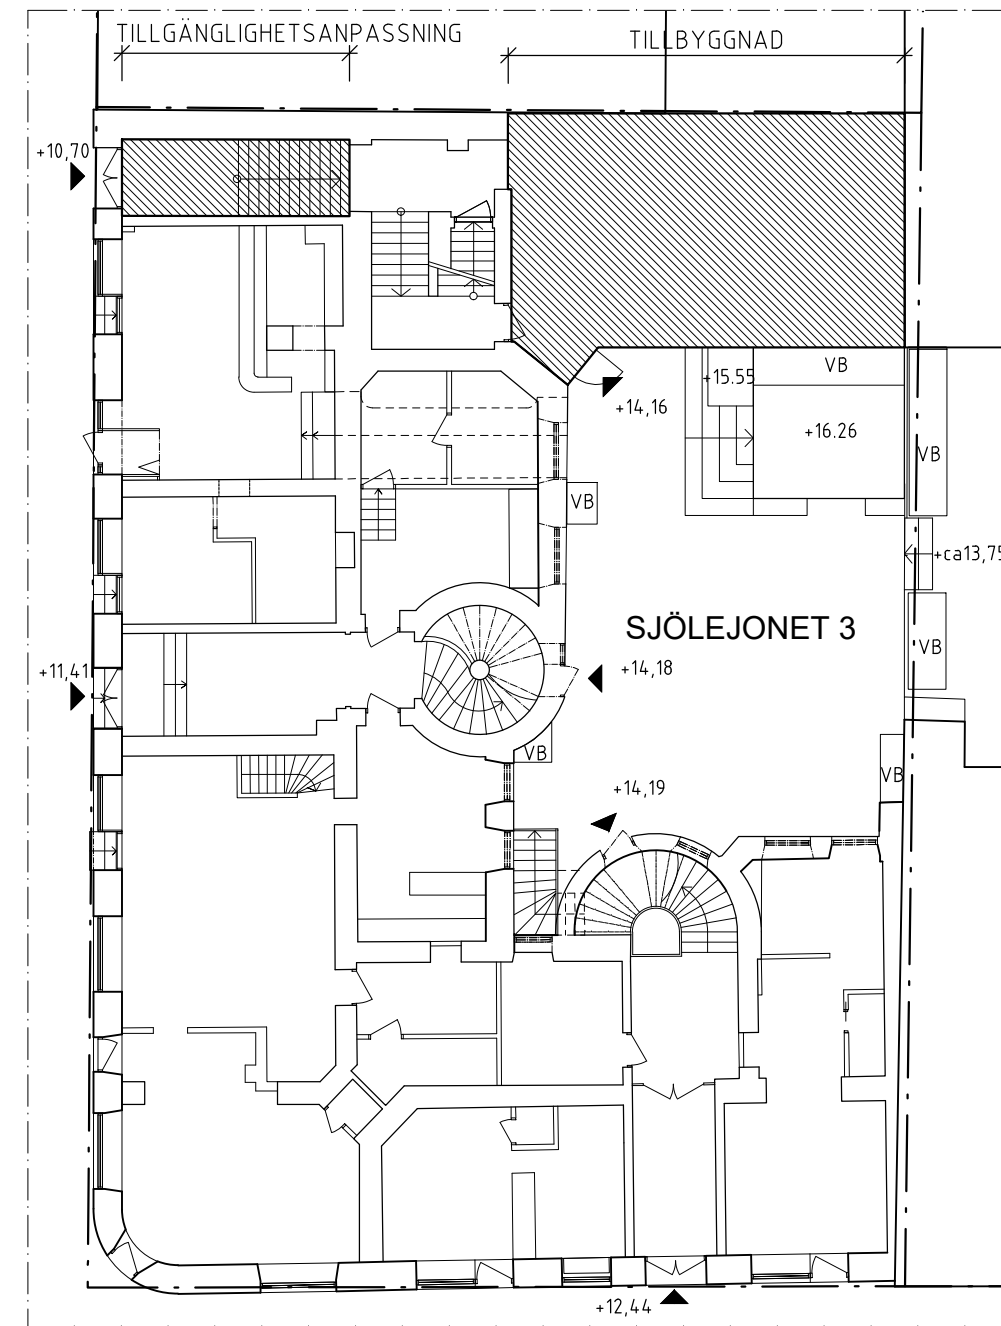 TILLGÄNGLIGHETSANPASSNING
TILLBYGGNAD
+10,70
VB
+15.55
+14,16
+16.26
VB
VB
+ca13,75
SJÖLEJONET 3
VB
+11,41
+14,18
VB
VB
+14,19
+12,44